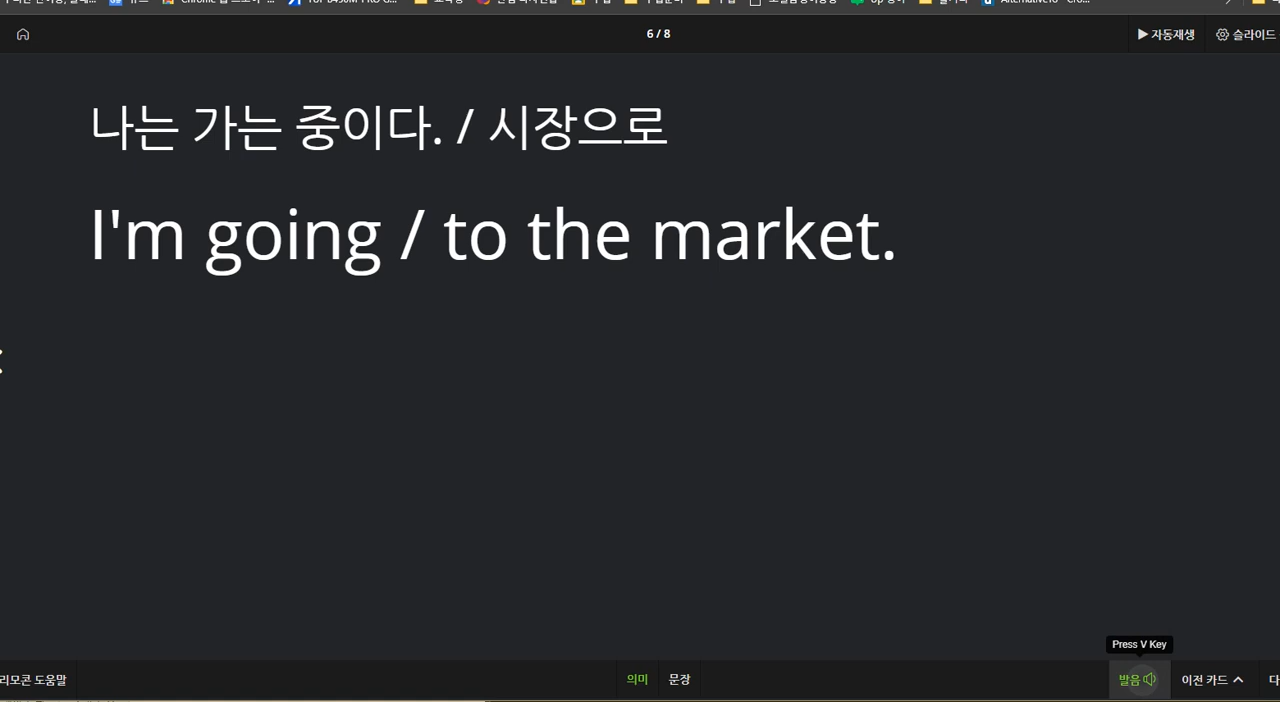 6 / 8
자동재생
슬라이드
나는 가는 중이다. / 시장으로
I'm going / to the market.
Press V Key
리모콘 도움말
의미
문장
발음
이전 카드